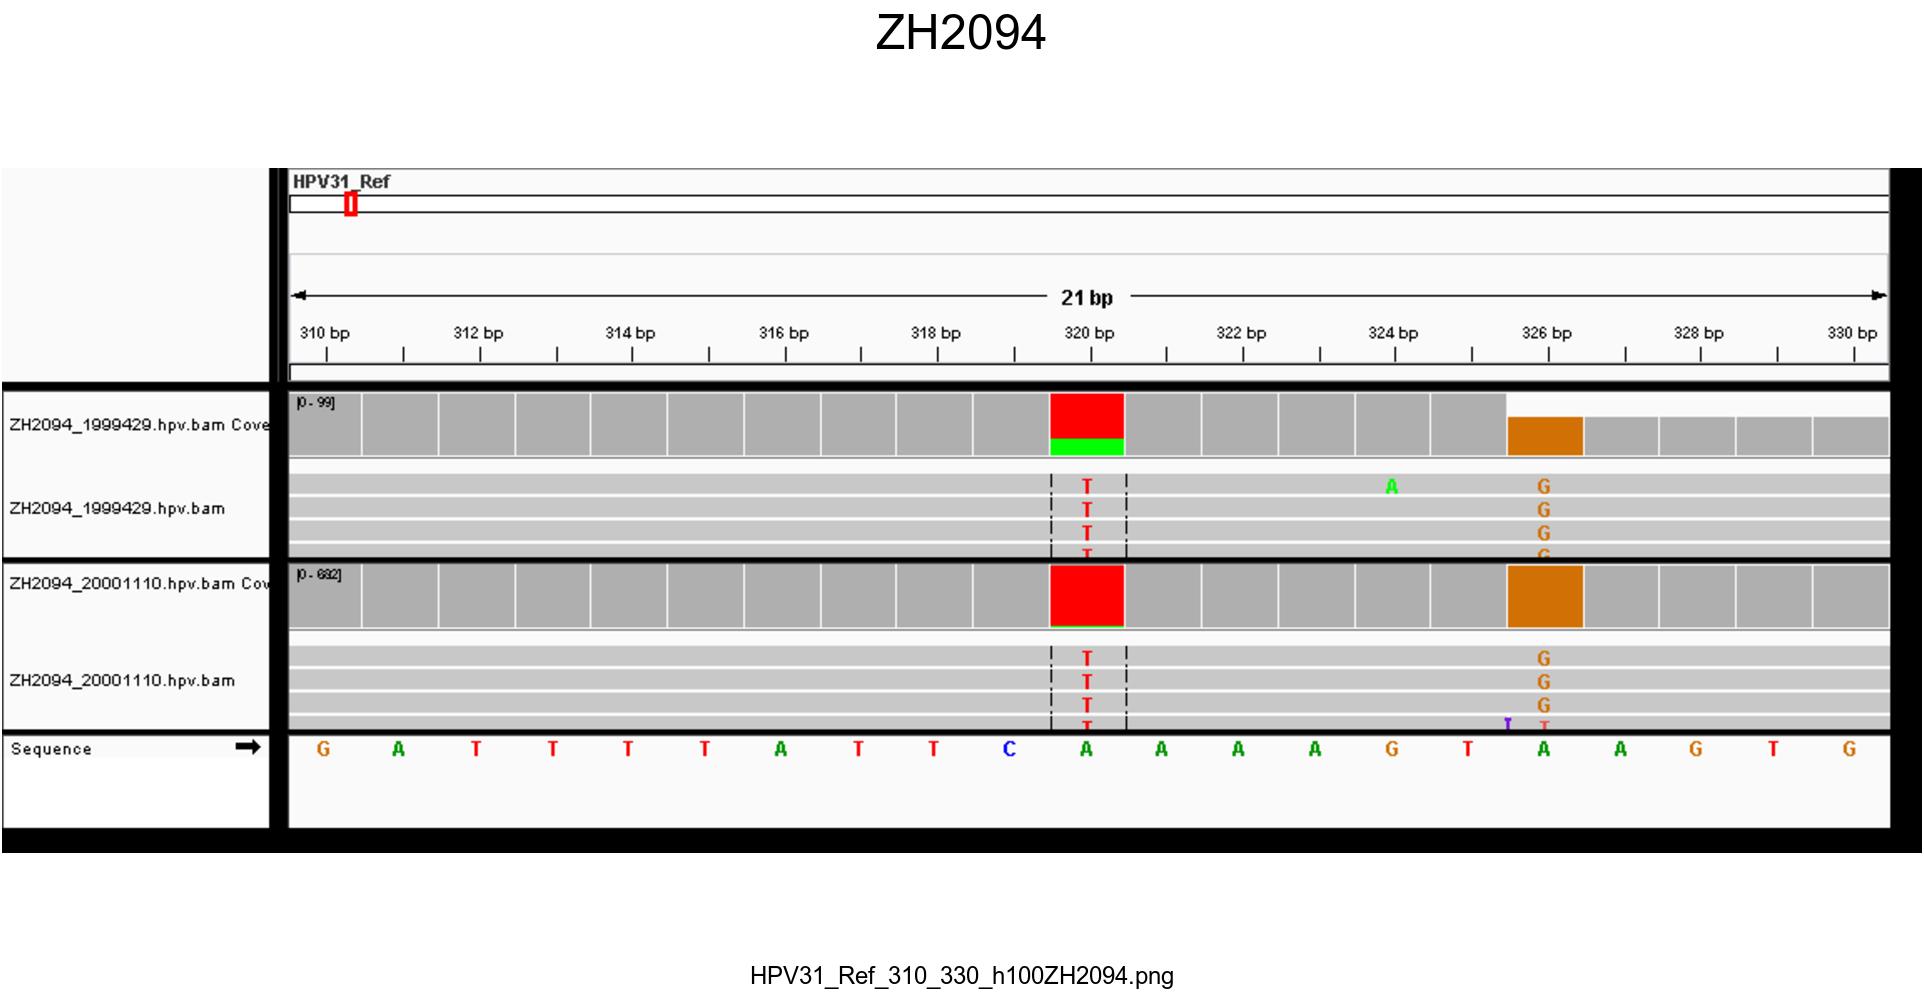 ZH2094
HPV31_Ref
21 bp
310 bp 312 bp 314 bp 316 bp 318 bp 320 bp 322 bp 324 bp 326 bp 328 bp 330 bp
ZH2094_1999429.hpv.bam Cove
[0 - 99]
ZH2094_1999429.hpv.bam
T A G
T G
T G
T G
ZH2094_20001110.hpv.bam Cov
[0 - 692]
ZH2094_20001110.hpv.bam
T G
T G
T G
T I T
Sequence G A T T T T A T T C A A A A G T A A G T G
HPV31_Ref_310_330_h100ZH2094.png